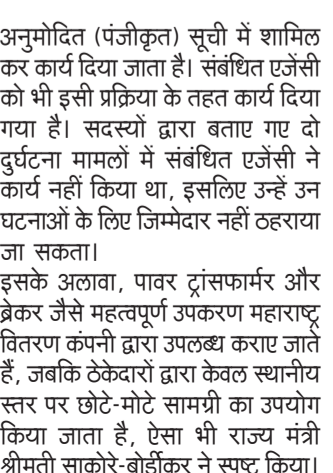 अनुमोदित (पंजीकृत) सूची में शामिल
कर कार्य दिया जाता है। संबंधित एजेंसी
को भी इसी प्रक्रिया के तहत कार्य दिया
गया है। सदस्यों द्वारा बताए गए दो
दुर्घटना मामलों में संबंधित एजेंसी ने
कार्य नहीं किया था, इसलिए उन्हें उन
घटनाओं के लिए जिम्मेदार नहीं ठहराया
जा सकता।
इसके अलावा, पावर ट्रांसफार्मर और
ब्रेकर जैसे महत्वपूर्ण उपकरण महाराष्ट्र
वितरण कंपनी द्वारा उपलब्ध कराए जाते
हैं, जबकि ठेकेदारों द्वारा केवल स्थानीय
स्तर पर छोटे-मोटे सामग्री का उपयोग
किया जाता है, ऐसा भी राज्य मंत्री
श्रीमती साकोरे-बोर्डीकर ने स्पष्ट किया।